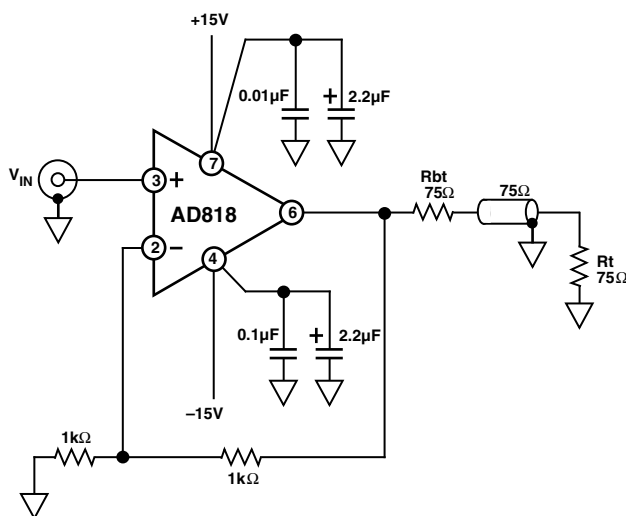 +15V
0.01µF
+
2.2µF
7
V_IN
3
+
Rbt
75Ω
75Ω
AD818
6
2
–
4
Rt
75Ω
0.1µF
+
2.2µF
–15V
1kΩ
1kΩ